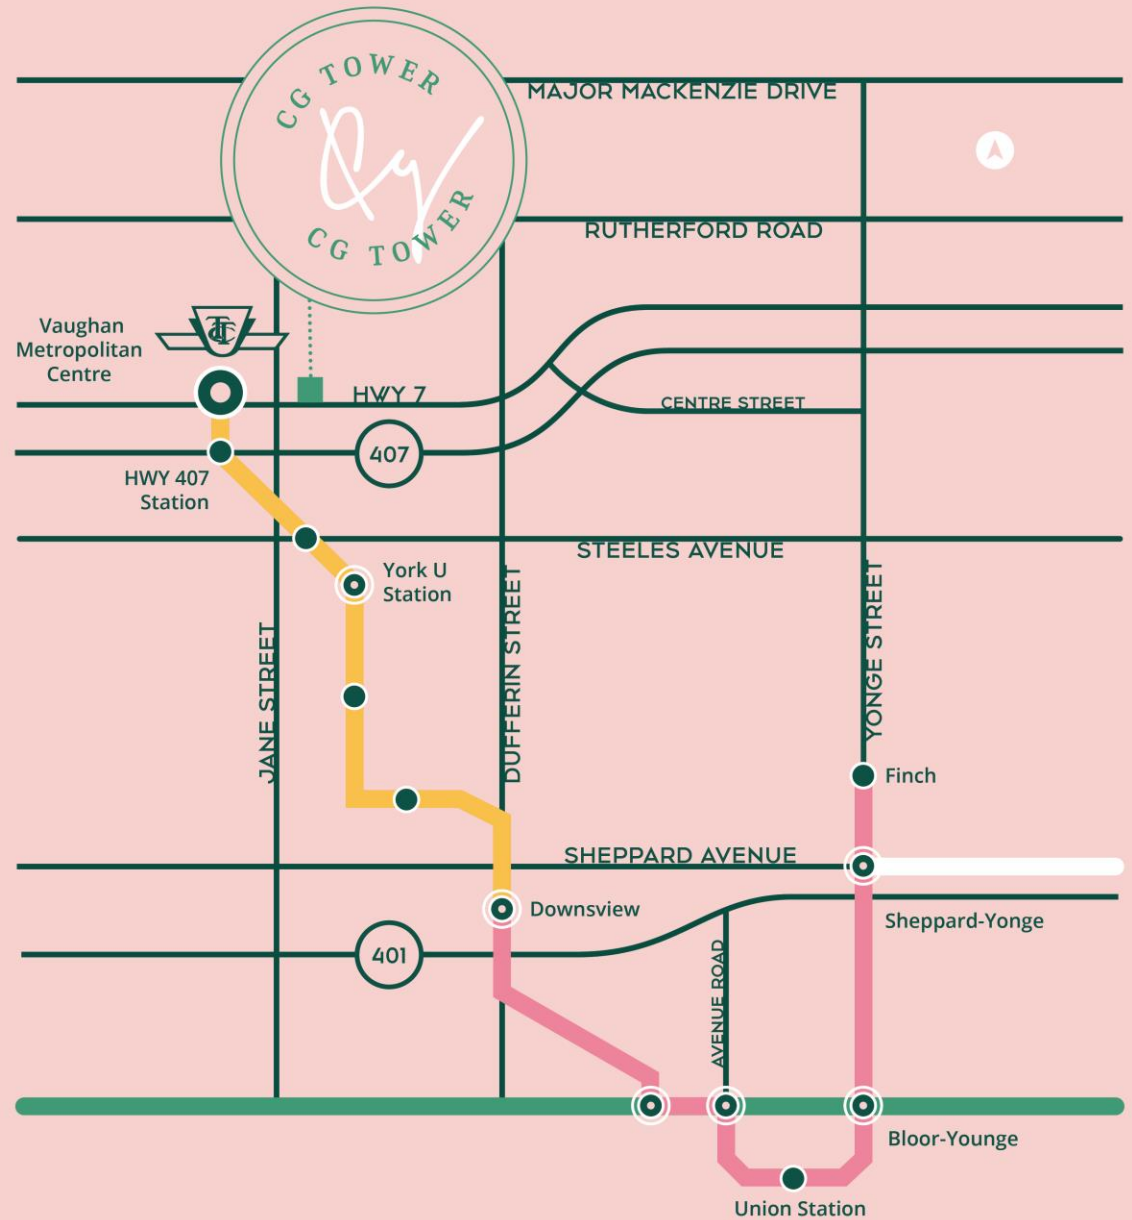 CG TOWER
Cg
CG TOWER
MAJOR MACKENZIE DRIVE
RUTHERFORD ROAD
Vaughan
Metropolitan
Centre
TTC
HWY 7
CENTRE STREET
407
HWY 407
Station
STEELES AVENUE
York U
Station
JANE STREET
DUFFERIN STREET
YONGE STREET
Finch
SHEPPARD AVENUE
Downsview
Sheppard-Yonge
401
AVENUE ROAD
Bloor-Younge
Union Station